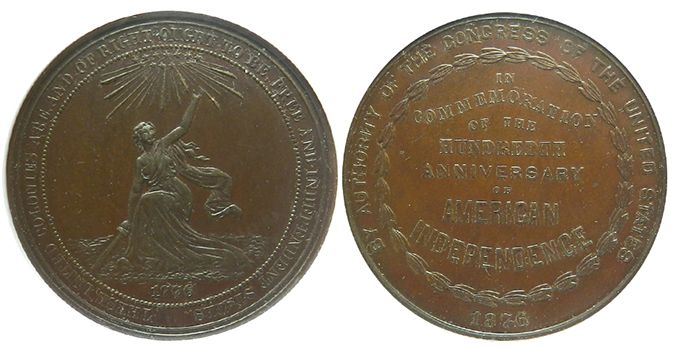 THESE UNITED COLONIES ARE, AND OF RIGHT OUGHT TO BE, FREE AND INDEPENDENT STATES.
1776
BY AUTHORITY OF THE CONGRESS OF THE UNITED STATES
IN
COMMEMORATION
OF THE
HUNDREDTH
ANNIVERSARY
OF
AMERICAN
INDEPENDENCE
1876